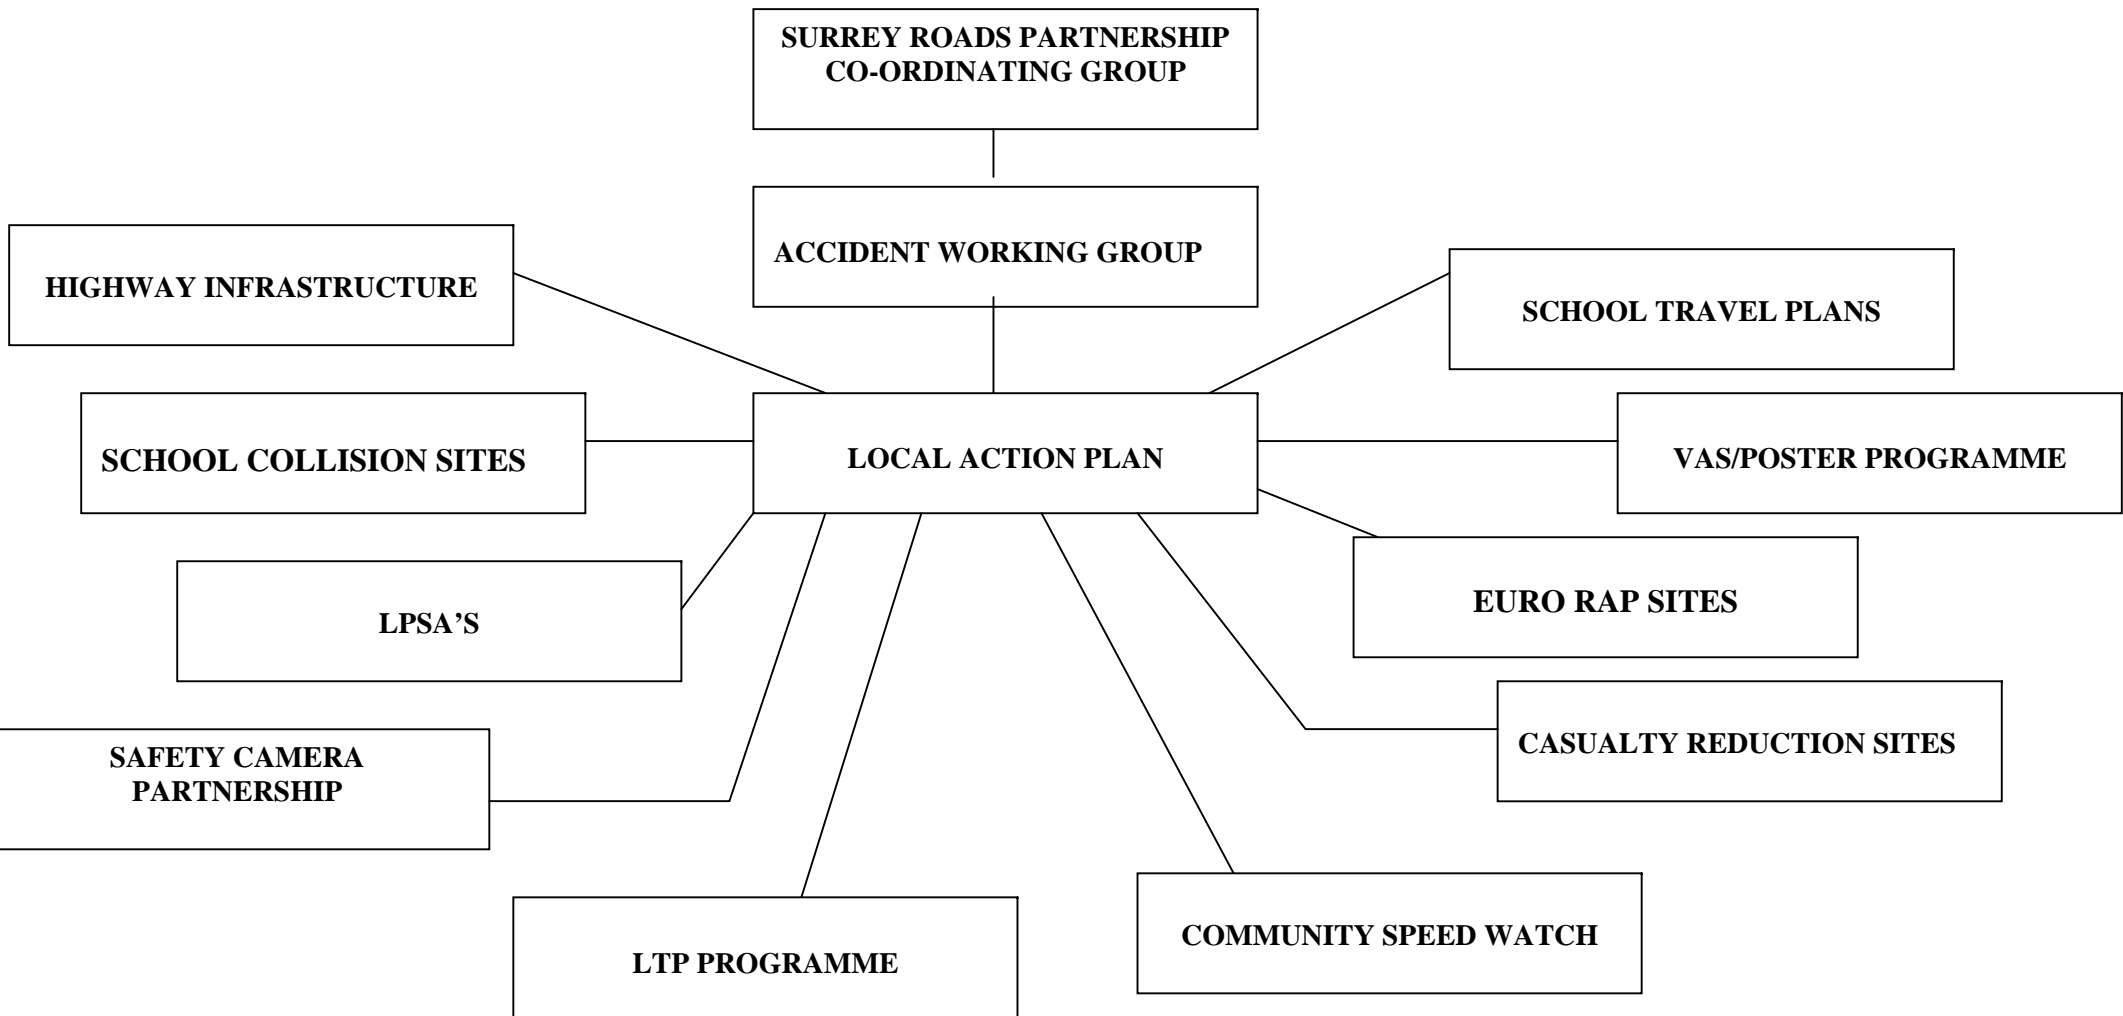 SURREY ROADS PARTNERSHIP
CO-ORDINATING GROUP
ACCIDENT WORKING GROUP
HIGHWAY INFRASTRUCTURE
SCHOOL TRAVEL PLANS
SCHOOL COLLISION SITES
LOCAL ACTION PLAN
VAS/POSTER PROGRAMME
LPSA’S
EURO RAP SITES
SAFETY CAMERA
PARTNERSHIP
CASUALTY REDUCTION SITES
LTP PROGRAMME
COMMUNITY SPEED WATCH